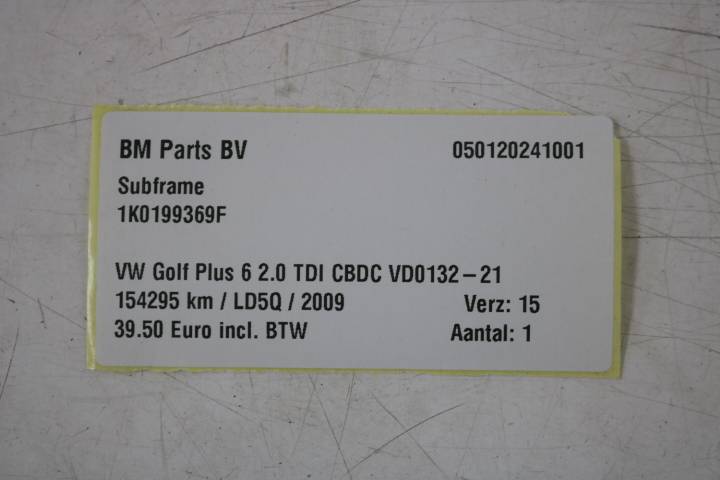 BM Parts BV 050120241001
Subframe
1K0199369F
VW Golf Plus 6 2.0 TDI CBDC VD0132-21
154295 km / LD5Q / 2009 Verz: 15
39.50 Euro incl. BTW Aantal: 1